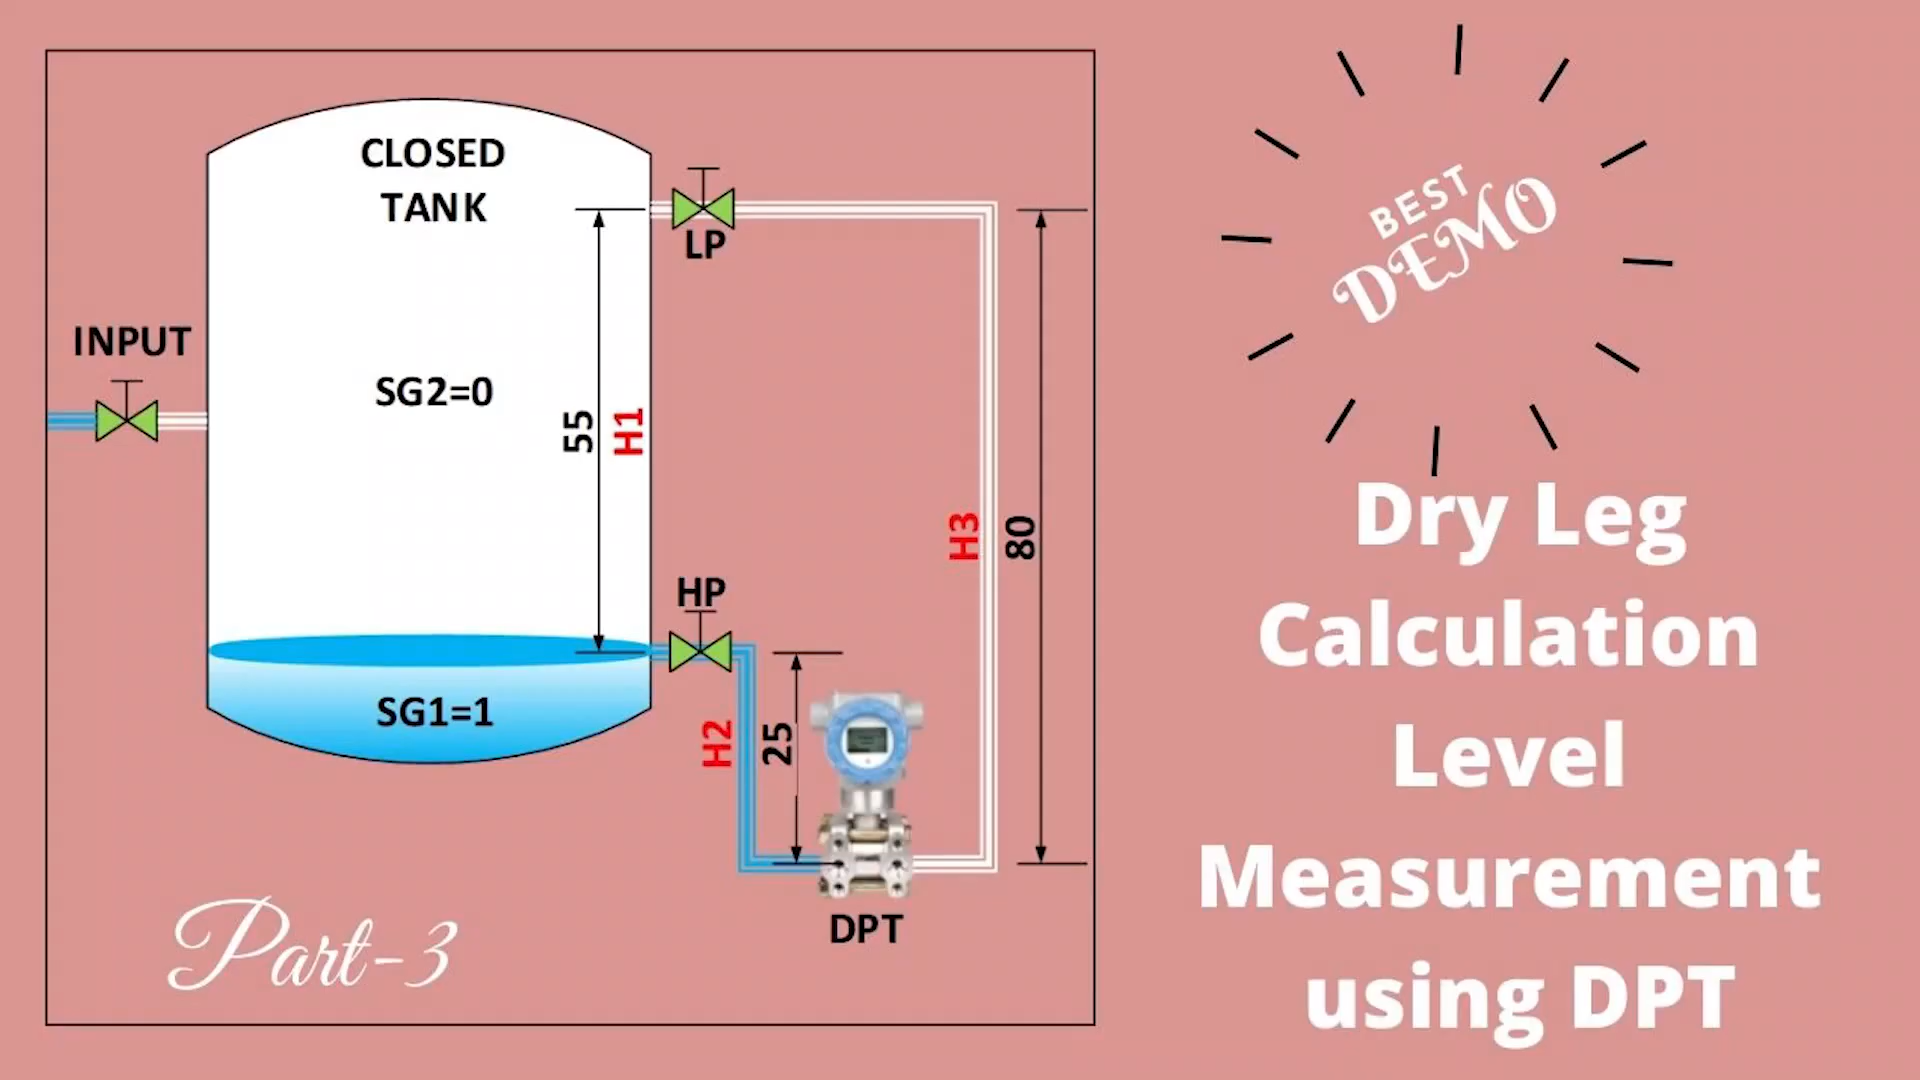 CLOSED
TANK
LP
INPUT
SG2=0
55
H1
H3
80
HP
SG1=1
H2
25
DPT
Part-3
BEST
DEMO
Dry Leg
Calculation
Level
Measurement
using DPT